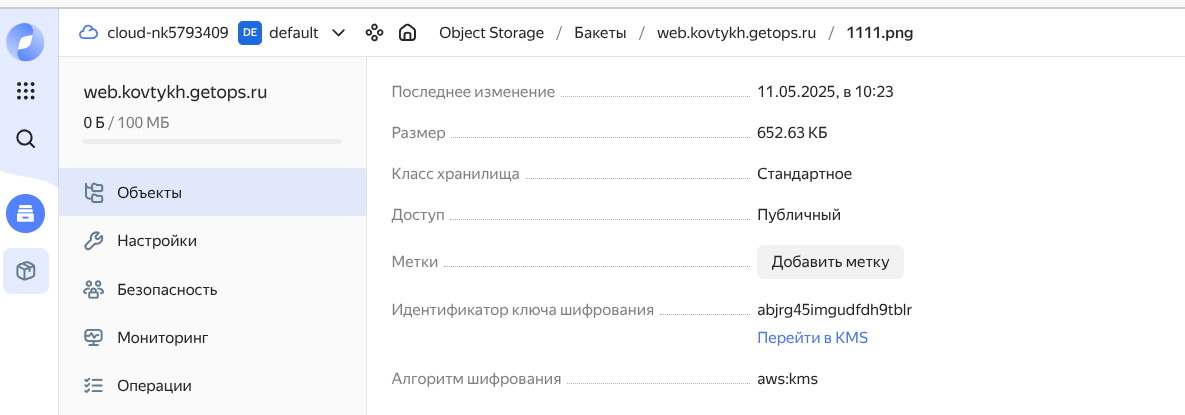 cloud-nk5793409 DE default Object Storage / Бакеты / web.kovtykh.getops.ru / 1111.png
web.kovtykh.getops.ru
0 Б / 100 МБ
Объекты
Настройки
Безопасность
Мониторинг
Операции
Последнее изменение 11.05.2025, в 10:23
Размер 652.63 КБ
Класс хранилища Стандартное
Доступ Публичный
Метки Добавить метку
Идентификатор ключа шифрования abjrg45imgudfdh9tblr
Перейти в KMS
Алгоритм шифрования aws:kms